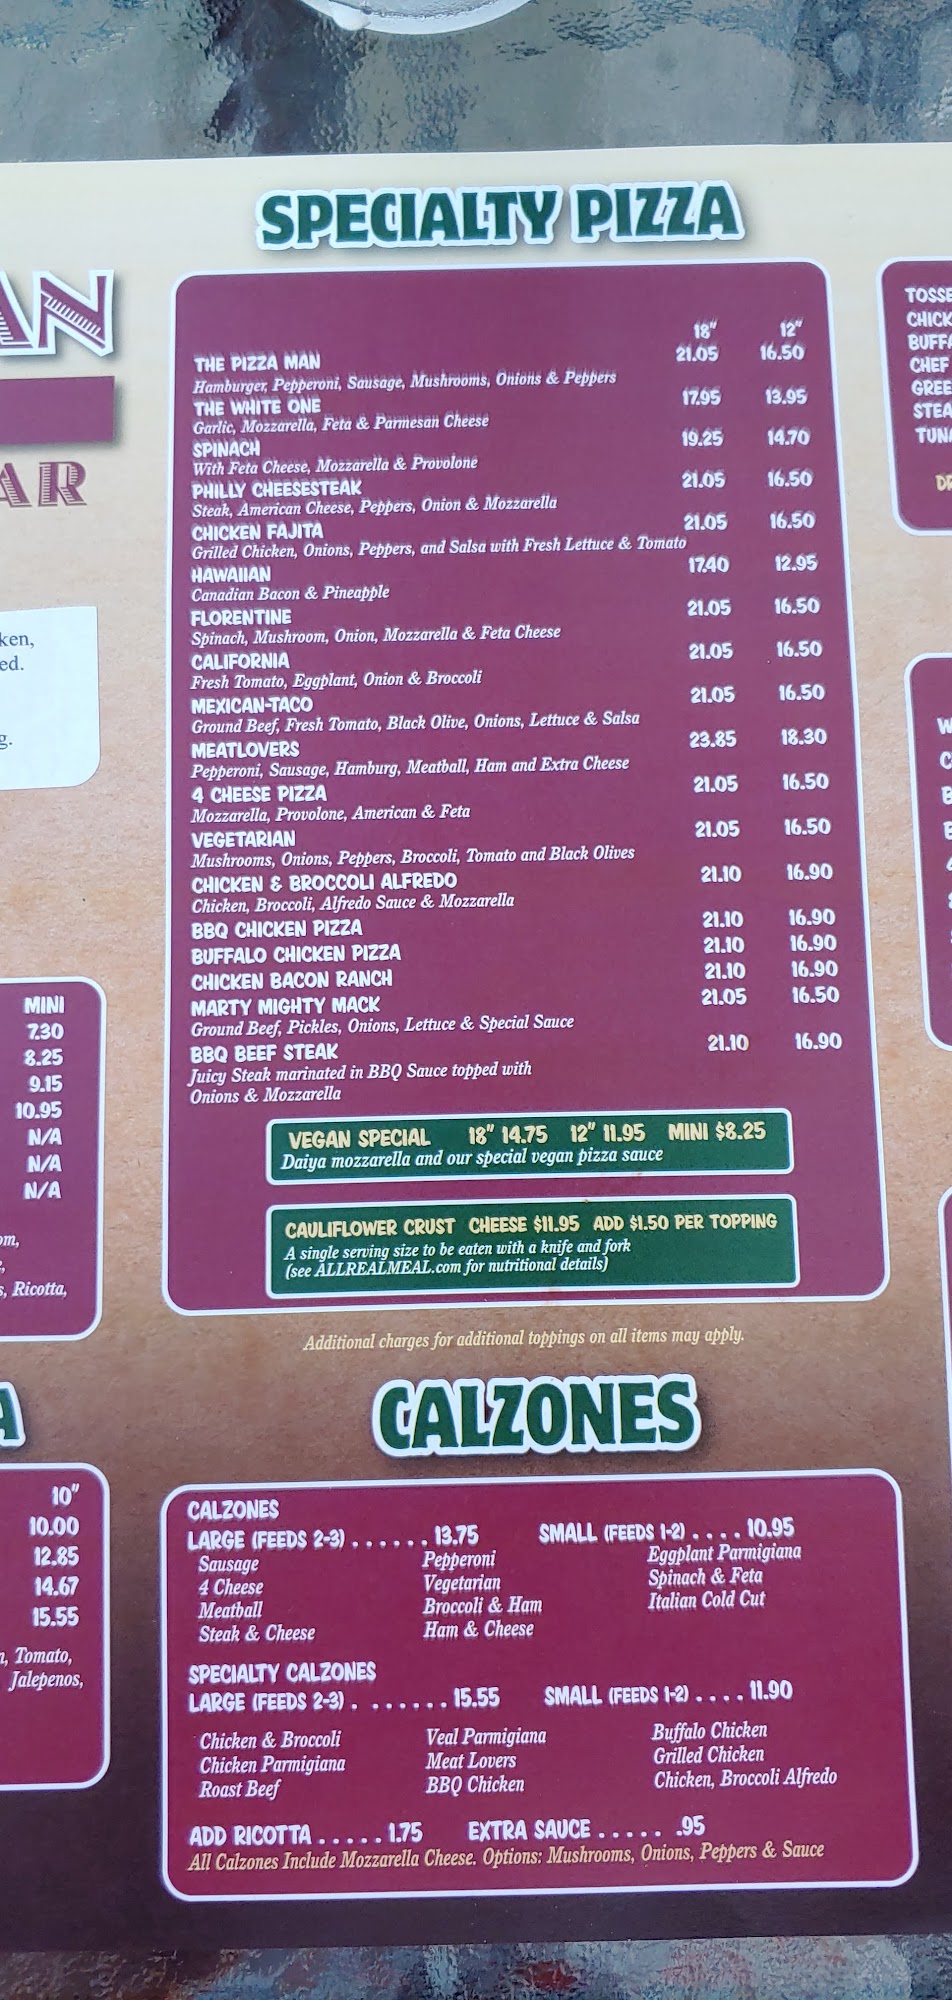 SPECIALTY PIZZA
18" 12"
THE PIZZA MAN 21.05 16.50
Hamburger, Pepperoni, Sausage, Mushrooms, Onions & Peppers
THE WHITE ONE 17.95 13.95
Garlic, Mozzarella, Feta & Parmesan Cheese
SPINACH 19.25 14.70
With Feta Cheese, Mozzarella & Provolone
PHILLY CHEESESTEAK 21.05 16.50
Steak, American Cheese, Peppers, Onion & Mozzarella
CHICKEN FAJITA 21.05 16.50
Grilled Chicken, Onions, Peppers, and Salsa with Fresh Lettuce & Tomato
HAWAIIAN 17.40 12.95
Canadian Bacon & Pineapple
FLORENTINE 21.05 16.50
Spinach, Mushroom, Onion, Mozzarella & Feta Cheese
CALIFORNIA 21.05 16.50
Fresh Tomato, Eggplant, Onion & Broccoli
MEXICAN-TACO 21.05 16.50
Ground Beef, Fresh Tomato, Black Olive, Onions, Lettuce & Salsa
MEATLOVERS 23.85 18.30
Pepperoni, Sausage, Hamburg, Meatball, Ham and Extra Cheese
4 CHEESE PIZZA 21.05 16.50
Mozzarella, Provolone, American & Feta
VEGETARIAN 21.05 16.50
Mushrooms, Onions, Peppers, Broccoli, Tomato and Black Olives
CHICKEN & BROCCOLI ALFREDO 21.10 16.90
Chicken, Broccoli, Alfredo Sauce & Mozzarella
BBQ CHICKEN PIZZA 21.10 16.90
BUFFALO CHICKEN PIZZA 21.10 16.90
CHICKEN BACON RANCH 21.10 16.90
MARTY MIGHTY MACK 21.05 16.50
Ground Beef, Pickles, Onions, Lettuce & Special Sauce
BBQ BEEF STEAK 21.10 16.90
Juicy Steak marinated in BBQ Sauce topped with
Onions & Mozzarella
VEGAN SPECIAL 18" 14.75 12" 11.95 MINI $8.25
Daiya mozzarella and our special vegan pizza sauce
CAULIFLOWER CRUST CHEESE $11.95 ADD $1.50 PER TOPPING
A single serving size to be eaten with a knife and fork
(see ALLREALMEAL.com for nutritional details)
Additional charges for additional toppings on all items may apply.
CALZONES
CALZONES
LARGE (FEEDS 2-3) . . . . . . 13.75 SMALL (FEEDS 1-2) . . . . 10.95
Sausage Pepperoni Eggplant Parmigiana
4 Cheese Vegetarian Spinach & Feta
Meatball Broccoli & Ham Italian Cold Cut
Steak & Cheese Ham & Cheese
SPECIALTY CALZONES
LARGE (FEEDS 2-3) . . . . . . . 15.55 SMALL (FEEDS 1-2) . . . . 11.90
Chicken & Broccoli Veal Parmigiana Buffalo Chicken
Chicken Parmigiana Meat Lovers Grilled Chicken
Roast Beef BBQ Chicken Chicken, Broccoli Alfredo
ADD RICOTTA . . . . . 1.75 EXTRA SAUCE . . . . . .95
All Calzones Include Mozzarella Cheese. Options: Mushrooms, Onions, Peppers & Sauce
AN
AR
ken,
ed.
g.
MINI
7.30
8.25
9.15
10.95
N/A
N/A
N/A
s, Ricotta,
A
10"
10.00
12.85
14.67
15.55
Tomato,
Jalepenos,
TOSSE
CHICK
BUFFA
CHEF
GREE
STEA
TUNA
DR